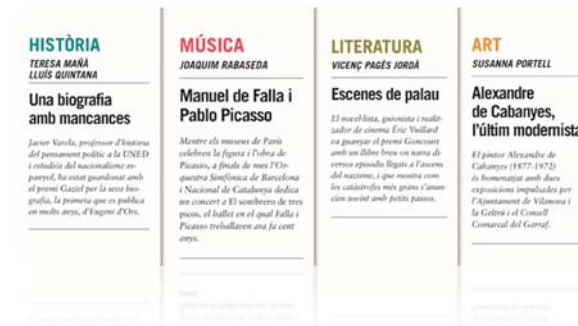 HISTÒRIA
TERESA MAÑÀ
LLUÍS QUINTANA
Una biografia
amb mancances
Javier Varela, professor d'història
del pensament polític a la UNED
i estudiós del nacionalisme es-
panyol, ha estat guardonat amb
el premi Gaziel per la seva bio-
grafia, la primera que es publica
en molts anys, d'Eugeni d'Ors.
MÚSICA
JOAQUIM RABASEDA
Manuel de Falla i
Pablo Picasso
Mentre els museus de París
celebren la figura i l'obra de
Picasso, a finals de mes l'Or-
questra Simfònica de Barcelona
i Nacional de Catalunya dedica
un concert a El sombrero de tres
picos, el ballet en el qual Falla i
Picasso treballaven ara fa cent
anys.
LITERATURA
VICENÇ PAGÈS JORDÀ
Escenes de palau
El novel·lista, guionista i realit-
zador de cinema Éric Vuillard
va guanyar el premi Goncourt
amb un llibre breu on narra di-
versos episodis lligats a l'ascens
del nazisme, i que mostra com
les catàstrofes més grans s'anun-
cien sovint amb petits passos.
ART
SUSANNA PORTELL
Alexandre
de Cabanyes,
l'últim modernista
El pintor Alexandre de
Cabanyes (1877-1972)
és homenatjat amb dues
exposicions impulsades per
l'Ajuntament de Vilanova i
la Geltrú i el Consell
Comarcal del Garraf.